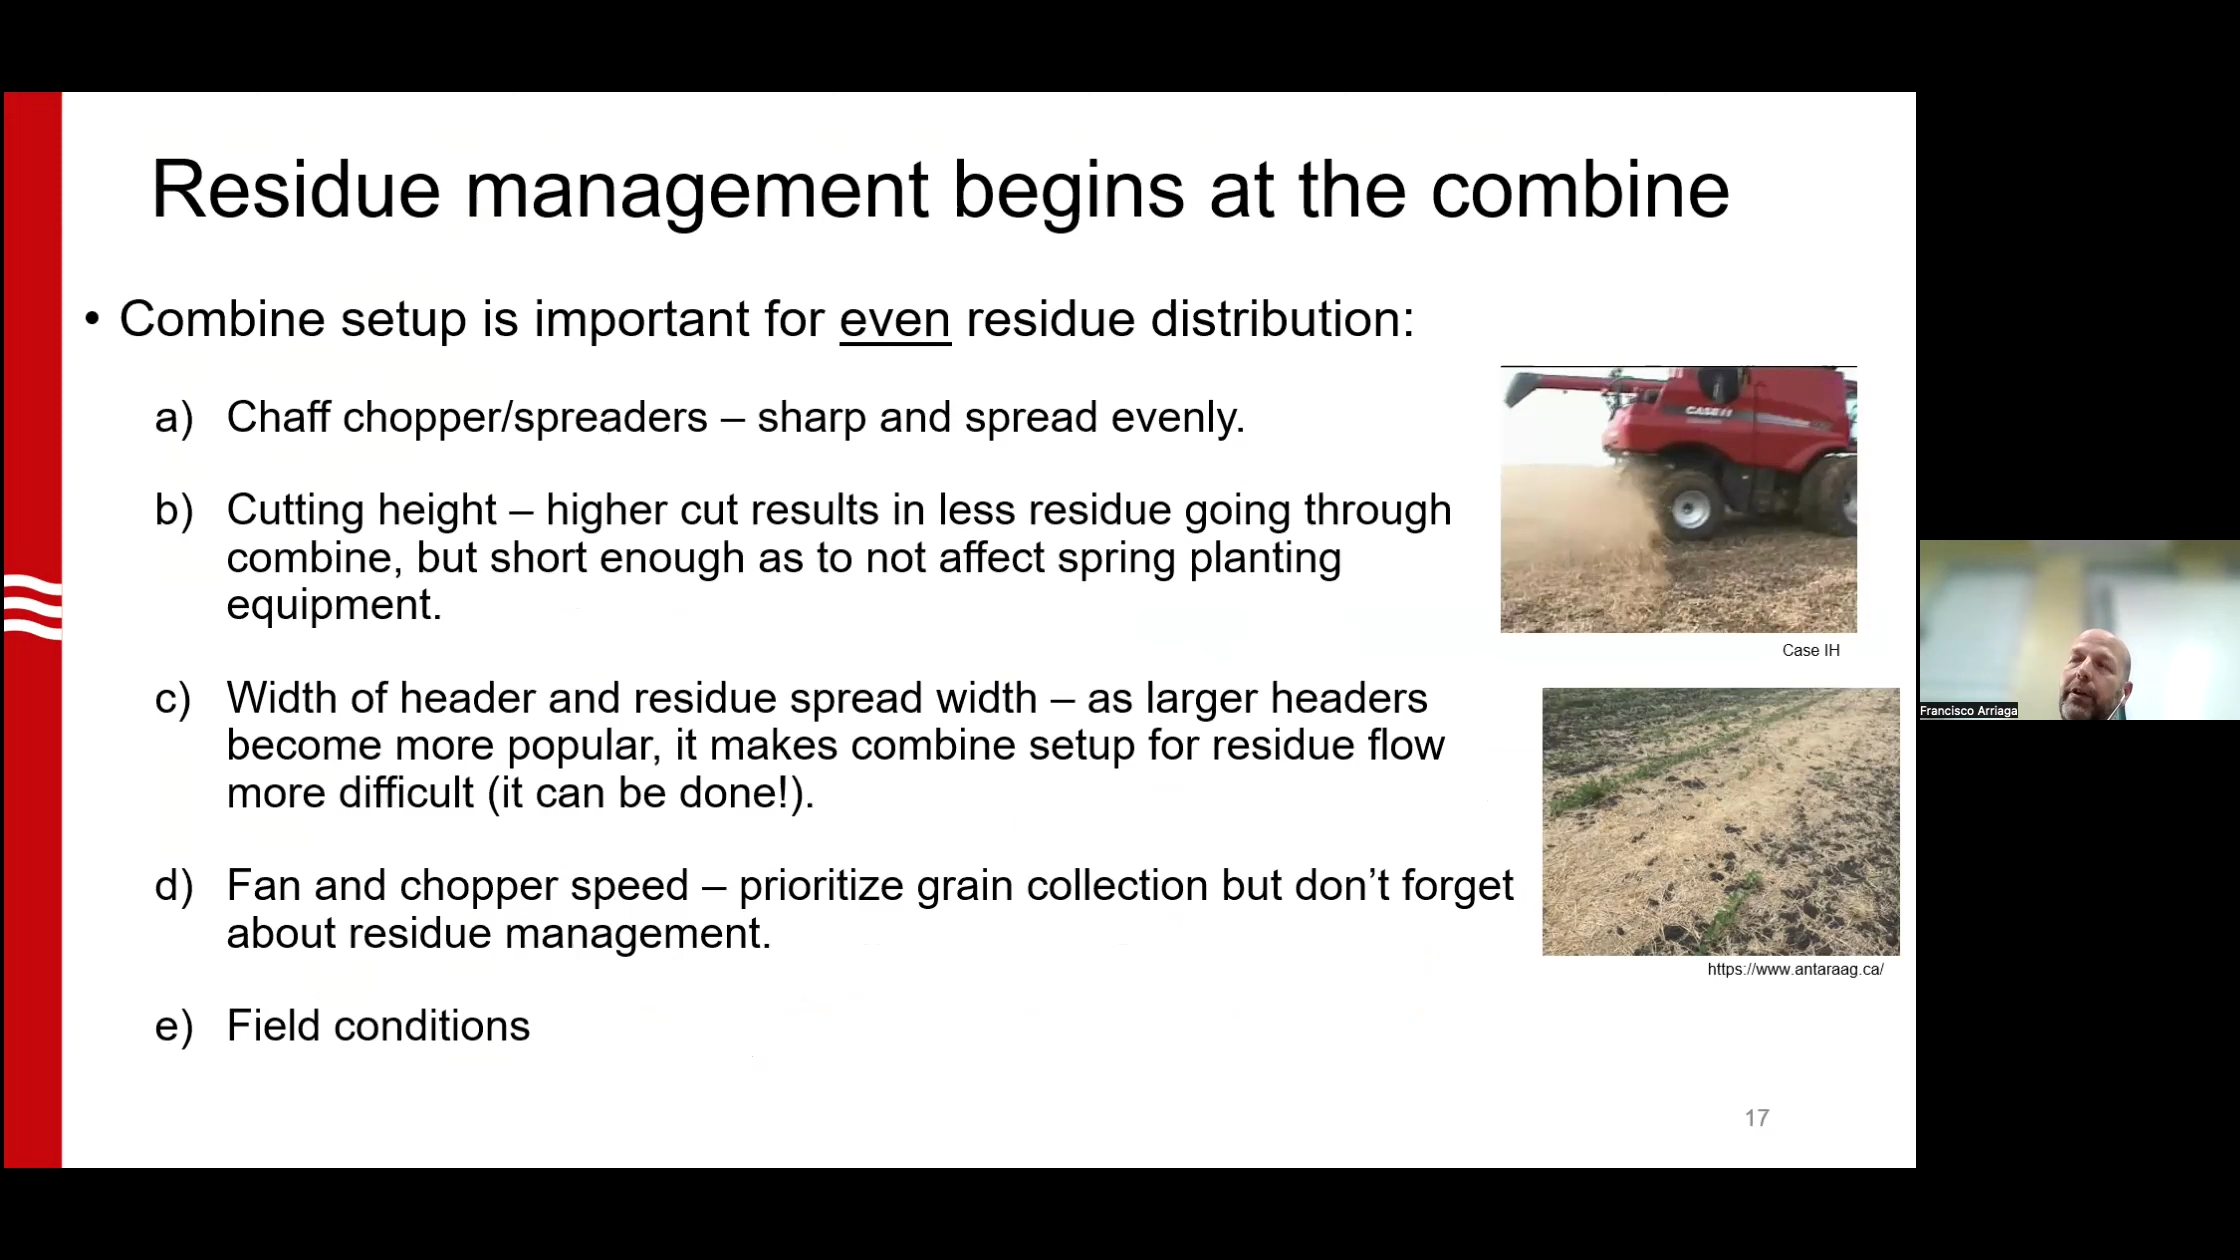 Residue management begins at the combine
• Combine setup is important for even residue distribution:
a) Chaff chopper/spreaders – sharp and spread evenly.
b) Cutting height – higher cut results in less residue going through
combine, but short enough as to not affect spring planting
equipment.
c) Width of header and residue spread width – as larger headers
become more popular, it makes combine setup for residue flow
more difficult (it can be done!).
d) Fan and chopper speed – prioritize grain collection but don’t forget
about residue management.
e) Field conditions
CASE IH
Case IH
https://www.antaraag.ca/
17
Francisco Arriaga